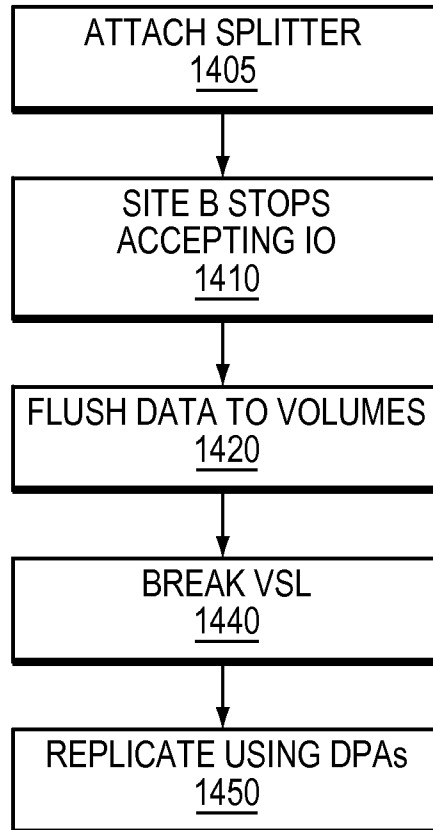 ATTACH SPLITTER
1405
SITE B STOPS
ACCEPTING IO
1410
FLUSH DATA TO VOLUMES
1420
BREAK VSL
1440
REPLICATE USING DPAs
1450